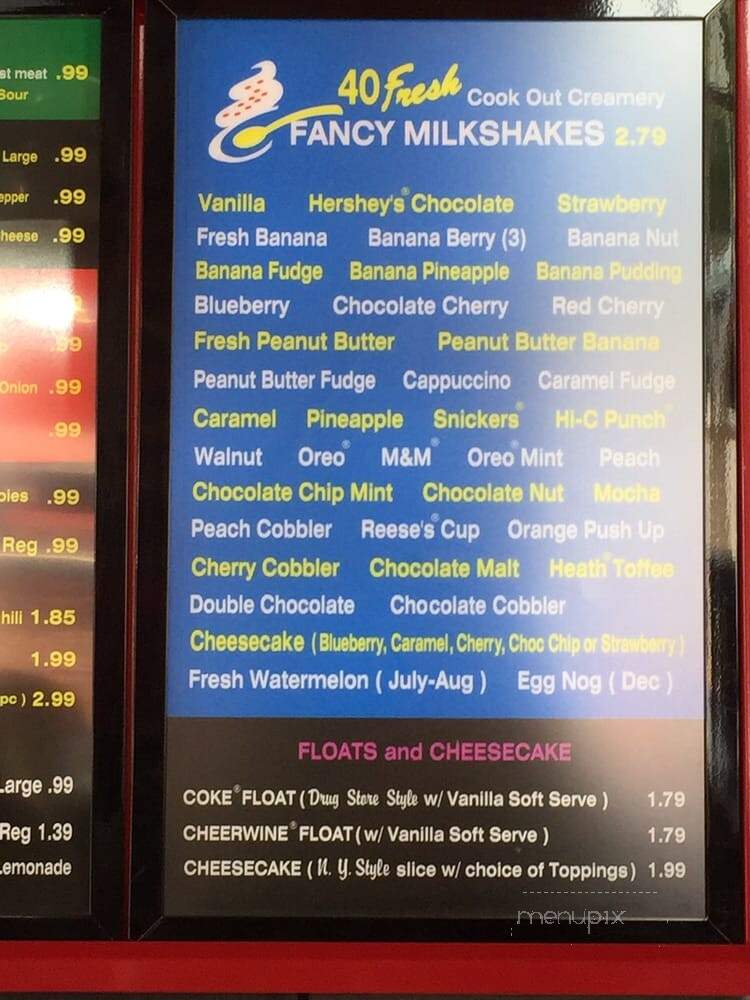 st meat .99
Sour
Large .99
epper .99
heese .99
.99
Onion .99
.99
pies .99
Reg .99
hili 1.85
1.99
pc ) 2.99
Large .99
Reg 1.39
Lemonade
40 Fresh Cook Out Creamery
FANCY MILKSHAKES 2.79
Vanilla Hershey's® Chocolate Strawberry
Fresh Banana Banana Berry (3) Banana Nut
Banana Fudge Banana Pineapple Banana Pudding
Blueberry Chocolate Cherry Red Cherry
Fresh Peanut Butter Peanut Butter Banana
Peanut Butter Fudge Cappuccino Caramel Fudge
Caramel Pineapple Snickers® Hi-C Punch®
Walnut Oreo® M&M® Oreo® Mint Peach
Chocolate Chip Mint Chocolate Nut Mocha
Peach Cobbler Reese's® Cup Orange Push Up
Cherry Cobbler Chocolate Malt Heath® Toffee
Double Chocolate Chocolate Cobbler
Cheesecake ( Blueberry, Caramel, Cherry, Choc Chip or Strawberry )
Fresh Watermelon ( July-Aug ) Egg Nog ( Dec )
FLOATS and CHEESECAKE
COKE® FLOAT ( Drug Store Style w/ Vanilla Soft Serve ) 1.79
CHEERWINE® FLOAT ( w/ Vanilla Soft Serve ) 1.79
CHEESECAKE ( N. Y. Style slice w/ choice of Toppings ) 1.99
menupix